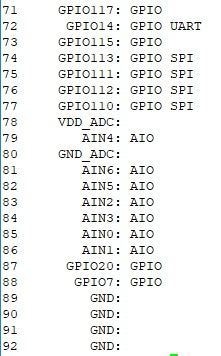 71 GPIO117: GPIO
72 GPIO14: GPIO UART
73 GPIO115: GPIO
74 GPIO113: GPIO SPI
75 GPIO111: GPIO SPI
76 GPIO112: GPIO SPI
77 GPIO110: GPIO SPI
78 VDD_ADC:
79 AIN4: AIO
80 GND_ADC:
81 AIN6: AIO
82 AIN5: AIO
83 AIN2: AIO
84 AIN3: AIO
85 AIN0: AIO
86 AIN1: AIO
87 GPIO20: GPIO
88 GPIO7: GPIO
89 GND:
90 GND:
91 GND:
92 GND: